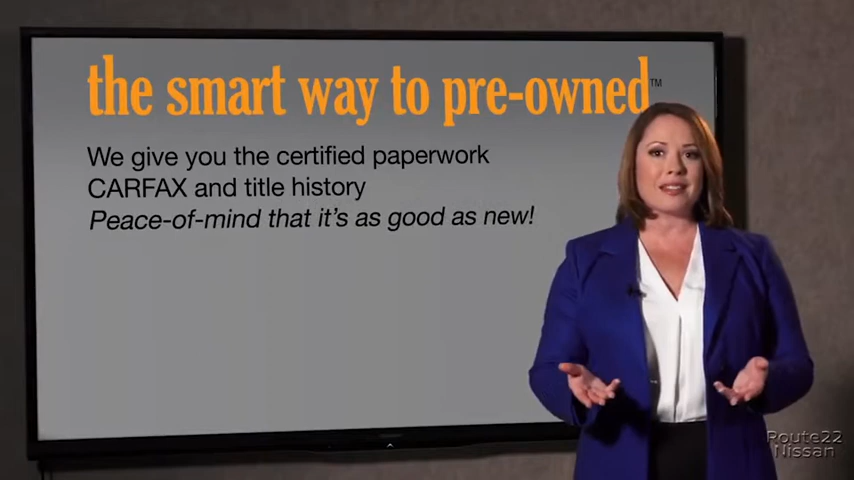 the smart way to pre-owned™
We give you the certified paperwork
CARFAX and title history
Peace-of-mind that it's as good as new!
Route22
Nissan